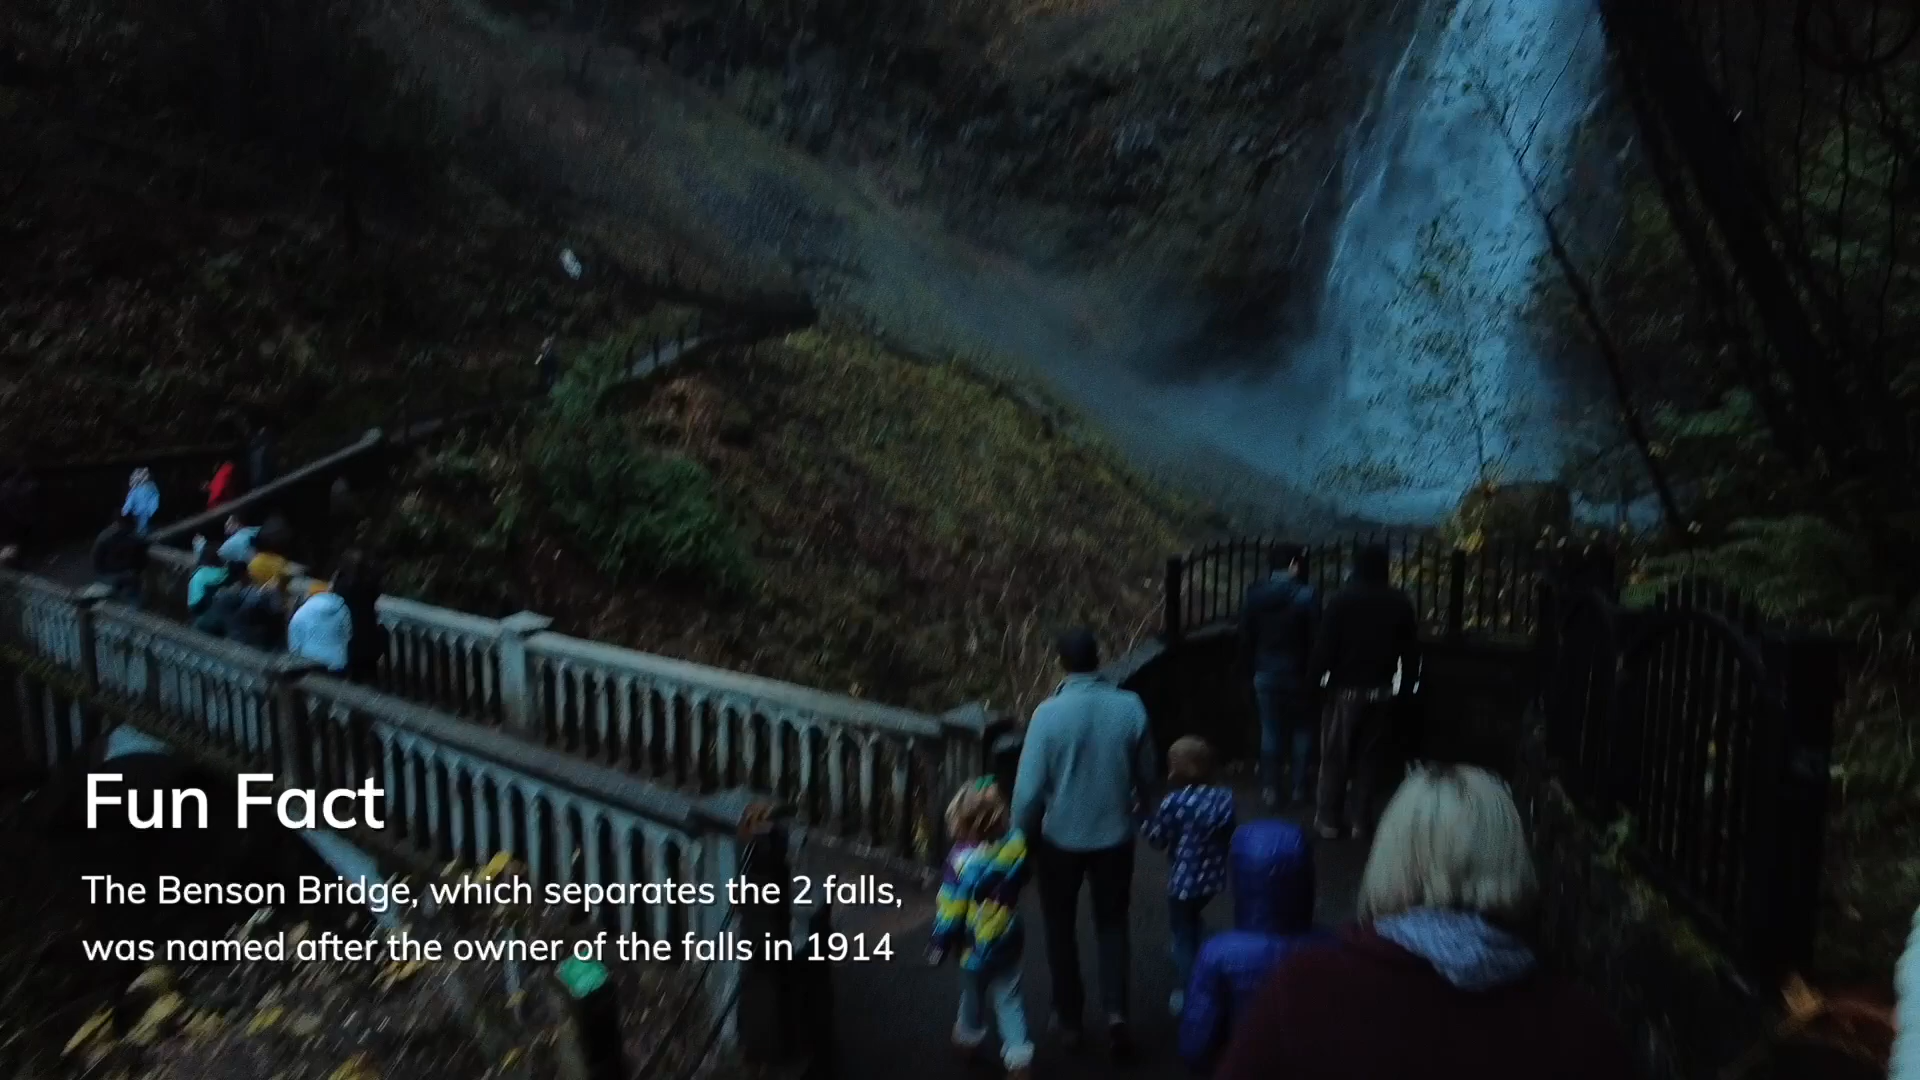 Fun Fact
The Benson Bridge, which separates the 2 falls,
was named after the owner of the falls in 1914